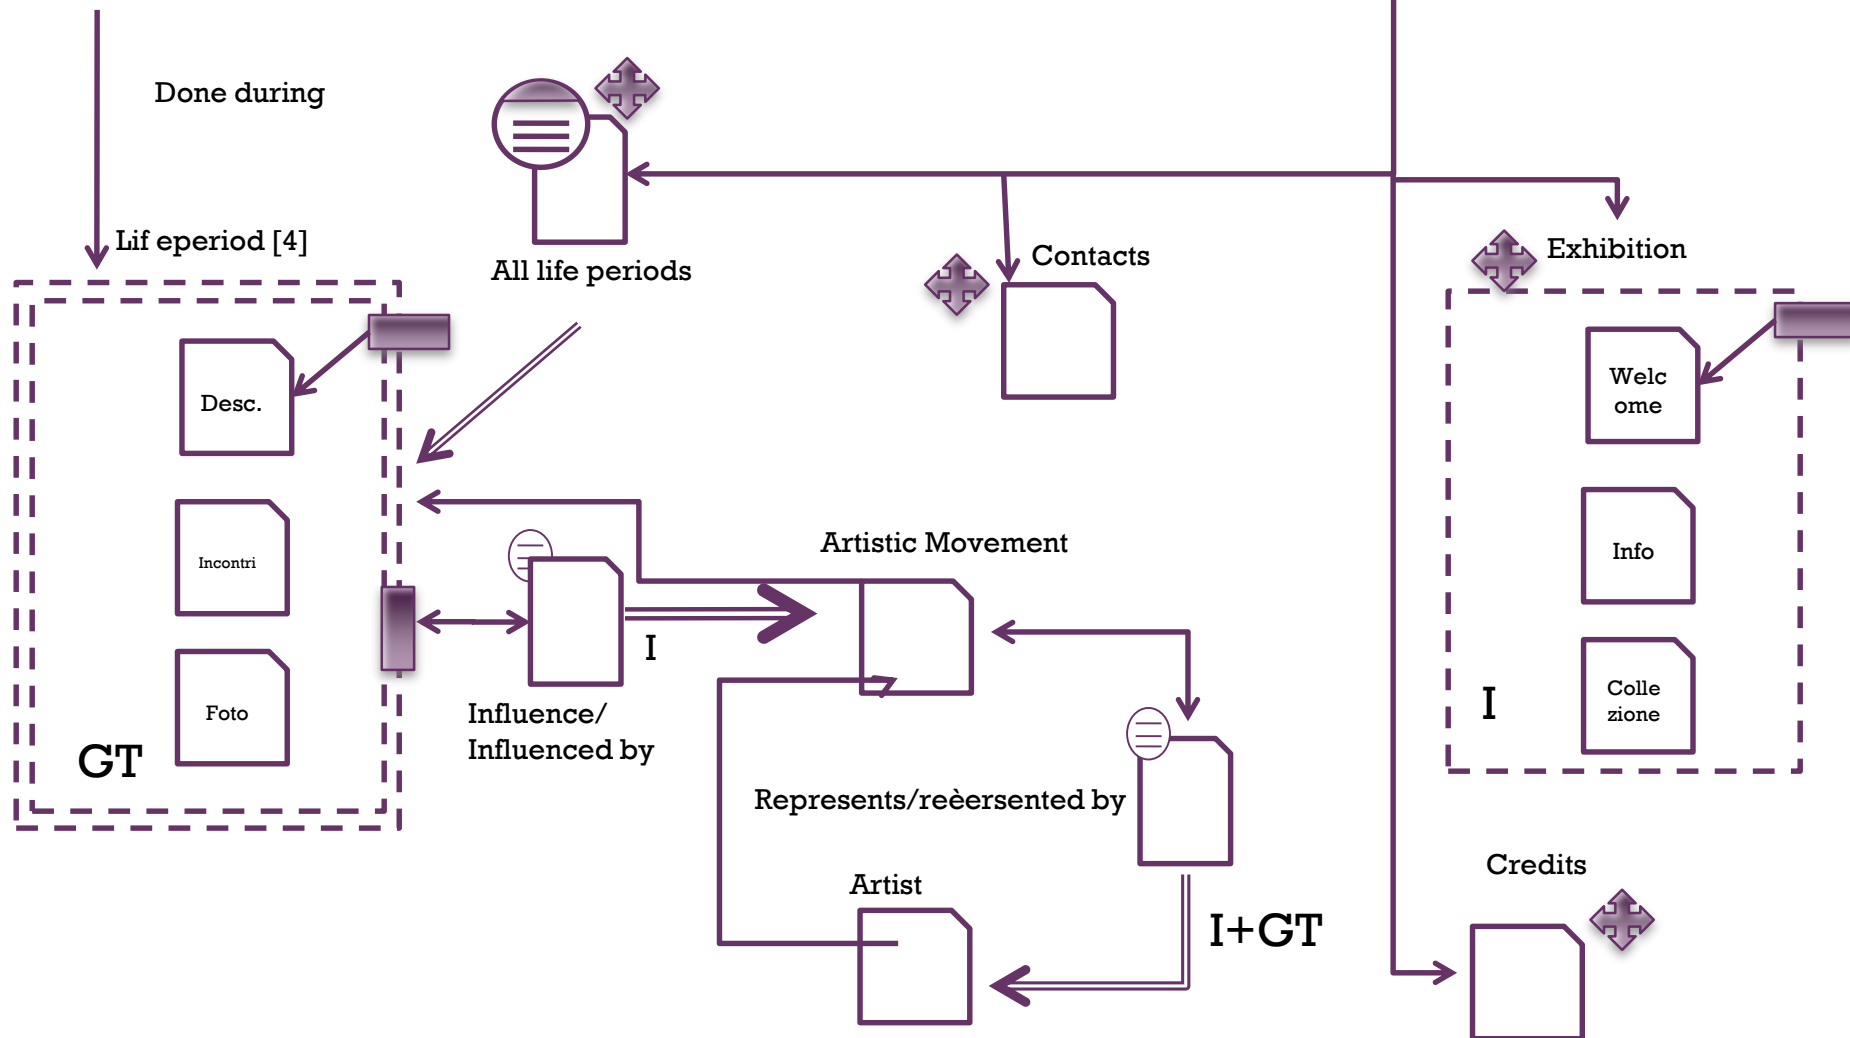 Done during
Lif eperiod [4]
All life periods
Contacts
Exhibition
Desc.
Welc
ome
Incontri
Artistic Movement
Info
I
Foto
GT
Influence/
Influenced by
Colle
zione
I
Represents/reèersented by
Artist
Credits
I+GT